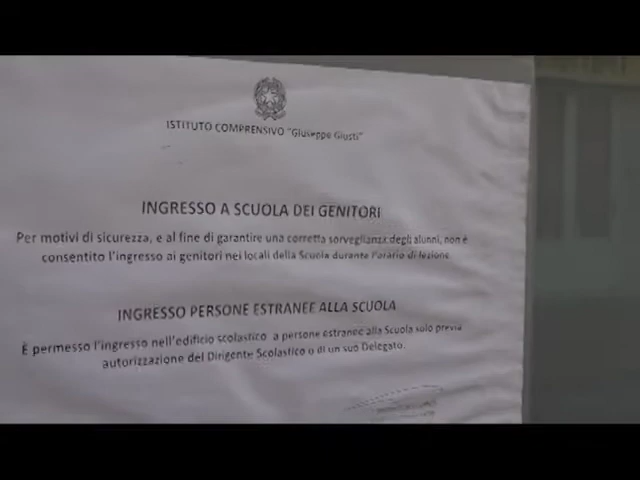 ISTITUTO COMPRENSIVO "Giuseppe Giusti"
INGRESSO A SCUOLA DEI GENITORI
Per motivi di sicurezza, e al fine di garantire una corretta sorveglianza degli alunni, non è
consentito l'ingresso ai genitori nei locali della Scuola durante l'orario di lezione.
INGRESSO PERSONE ESTRANEE ALLA SCUOLA
È permesso l'ingresso nell'edificio scolastico a persone estranee alla Scuola solo previa
autorizzazione del Dirigente Scolastico o di un suo Delegato.